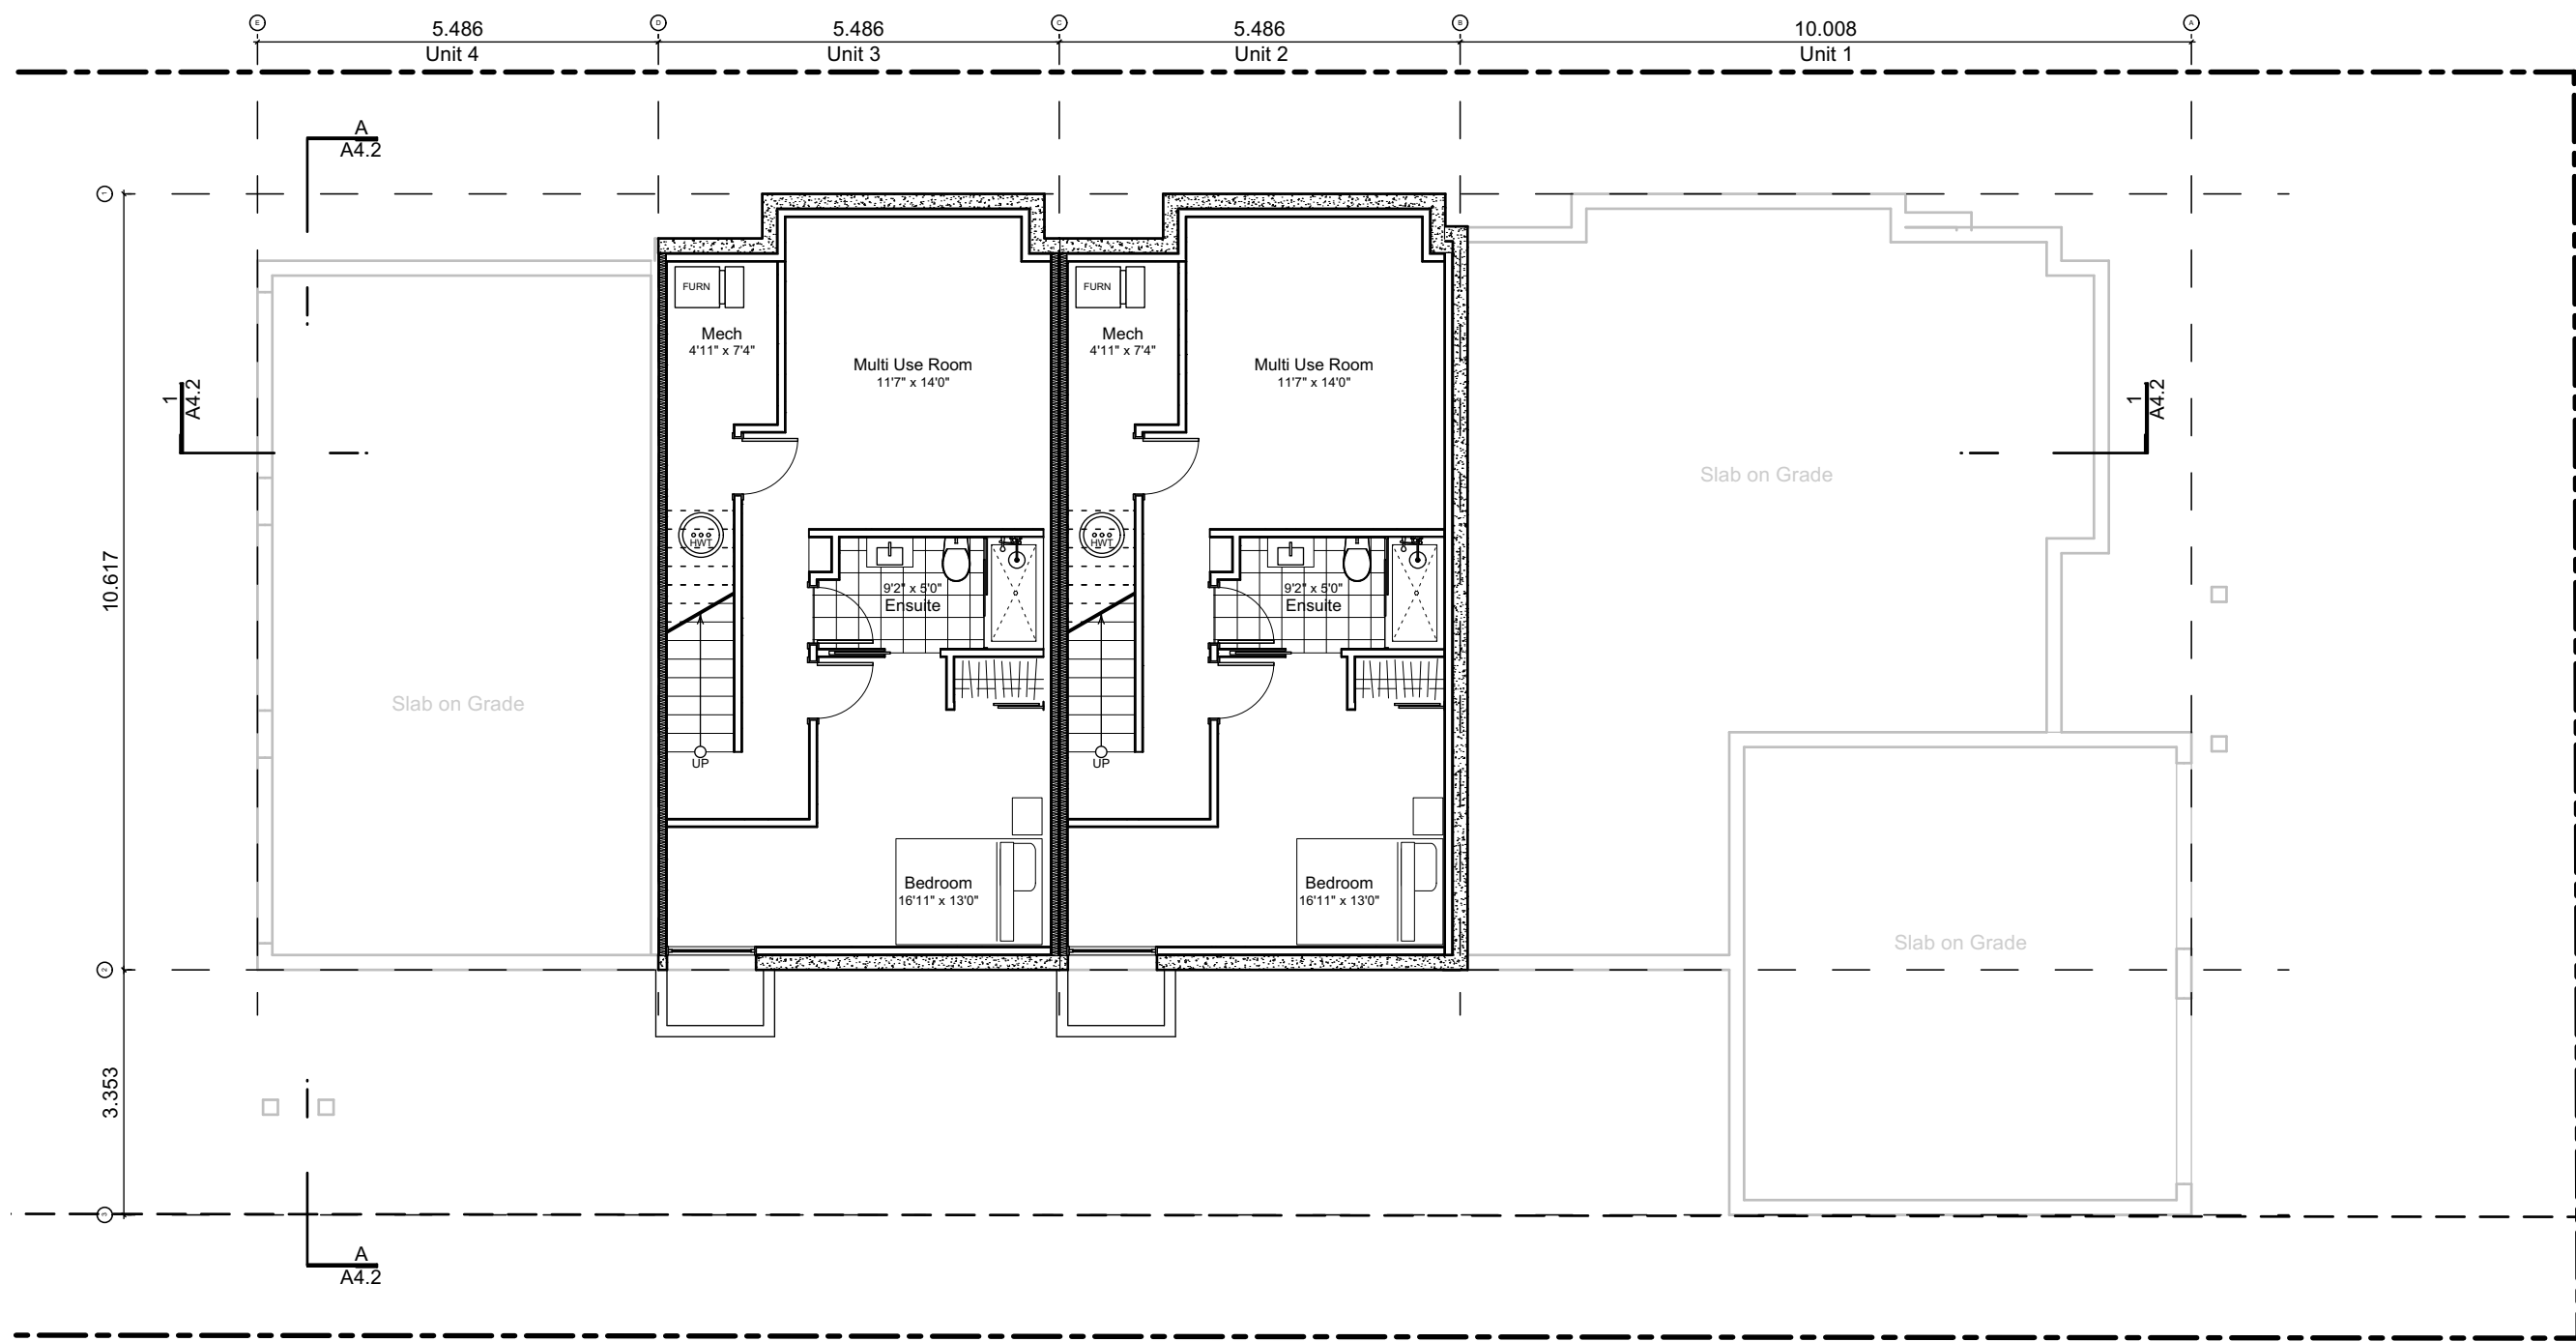 E
D
C
B
A
5.486
5.486
5.486
10.008
Unit 4
Unit 3
Unit 2
Unit 1
A
A4.2
1
FURN
FURN
Mech
4'11" x 7'4"
Mech
4'11" x 7'4"
Multi Use Room
11'7" x 14'0"
Multi Use Room
11'7" x 14'0"
1
A4.2
1
A4.2
Slab on Grade
HWT
HWT
10.617
9'2" x 5'0"
Ensuite
9'2" x 5'0"
Ensuite
Slab on Grade
UP
UP
Bedroom
16'11" x 13'0"
Bedroom
16'11" x 13'0"
Slab on Grade
2
3.353
3
A
A4.2